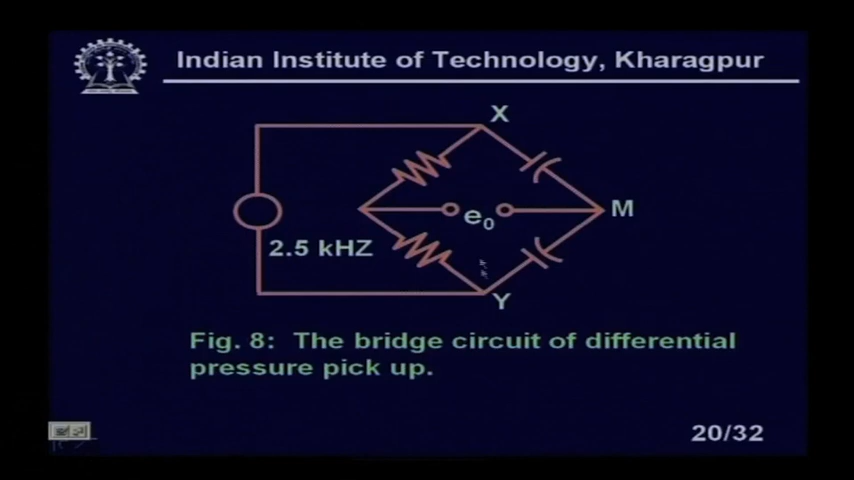 Indian Institute of Technology, Kharagpur
X
e₀
M
2.5 kHZ
Y
Fig. 8: The bridge circuit of differential
pressure pick up.
20/32